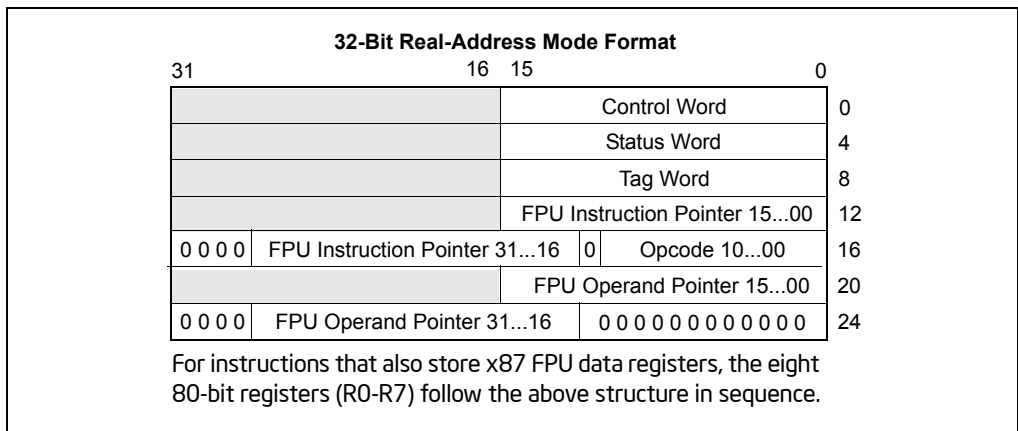 32-Bit Real-Address Mode Format
31 16 15 0
Control Word 0
Status Word 4
Tag Word 8
FPU Instruction Pointer 15...00 12
0 0 0 0 FPU Instruction Pointer 31...16 0 Opcode 10...00 16
FPU Operand Pointer 15...00 20
0 0 0 0 FPU Operand Pointer 31...16 0 0 0 0 0 0 0 0 0 0 0 0 24
For instructions that also store x87 FPU data registers, the eight
80-bit registers (R0-R7) follow the above structure in sequence.